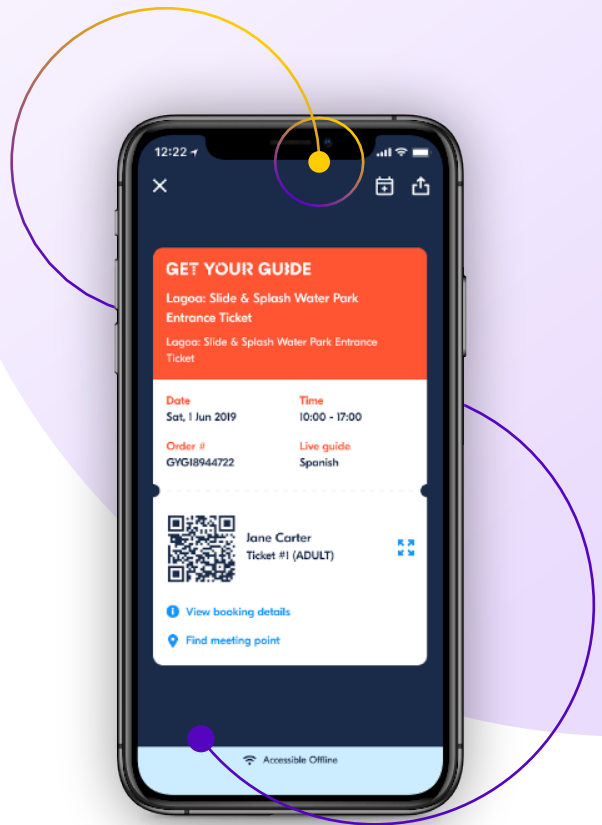 12:22
GET YOUR GUIDE
Lagoa: Slide & Splash Water Park
Entrance Ticket
Lagoa: Slide & Splash Water Park Entrance
Ticket
Date Time
Sat, 1 Jun 2019 10:00 - 17:00
Order # Live guide
GYG18944722 Spanish
Jane Carter
Ticket #1 (ADULT)
View booking details
Find meeting point
Accessible Offline